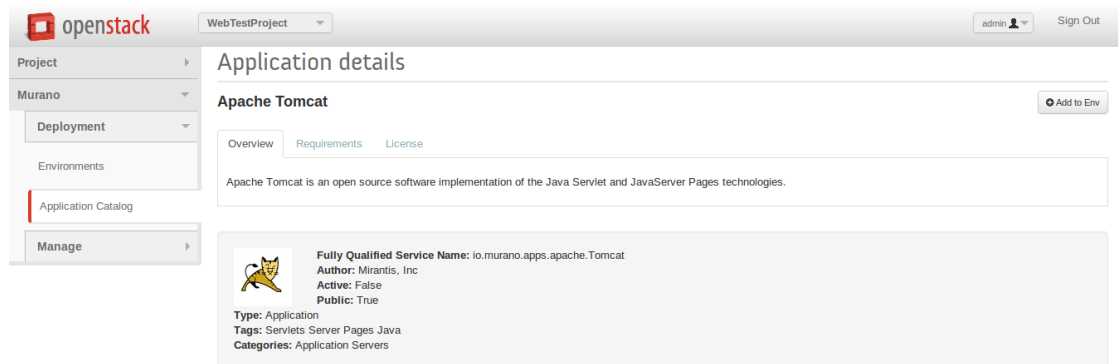 openstack
WebTestProject
admin
Sign Out
Project
Murano
Deployment
Environments
Application Catalog
Manage
Application details
Apache Tomcat
Add to Env
Overview
Requirements
License
Apache Tomcat is an open source software implementation of the Java Servlet and JavaServer Pages technologies.
Fully Qualified Service Name: io.murano.apps.apache.Tomcat
Author: Mirantis, Inc
Active: False
Public: True
Type: Application
Tags: Servlets Server Pages Java
Categories: Application Servers